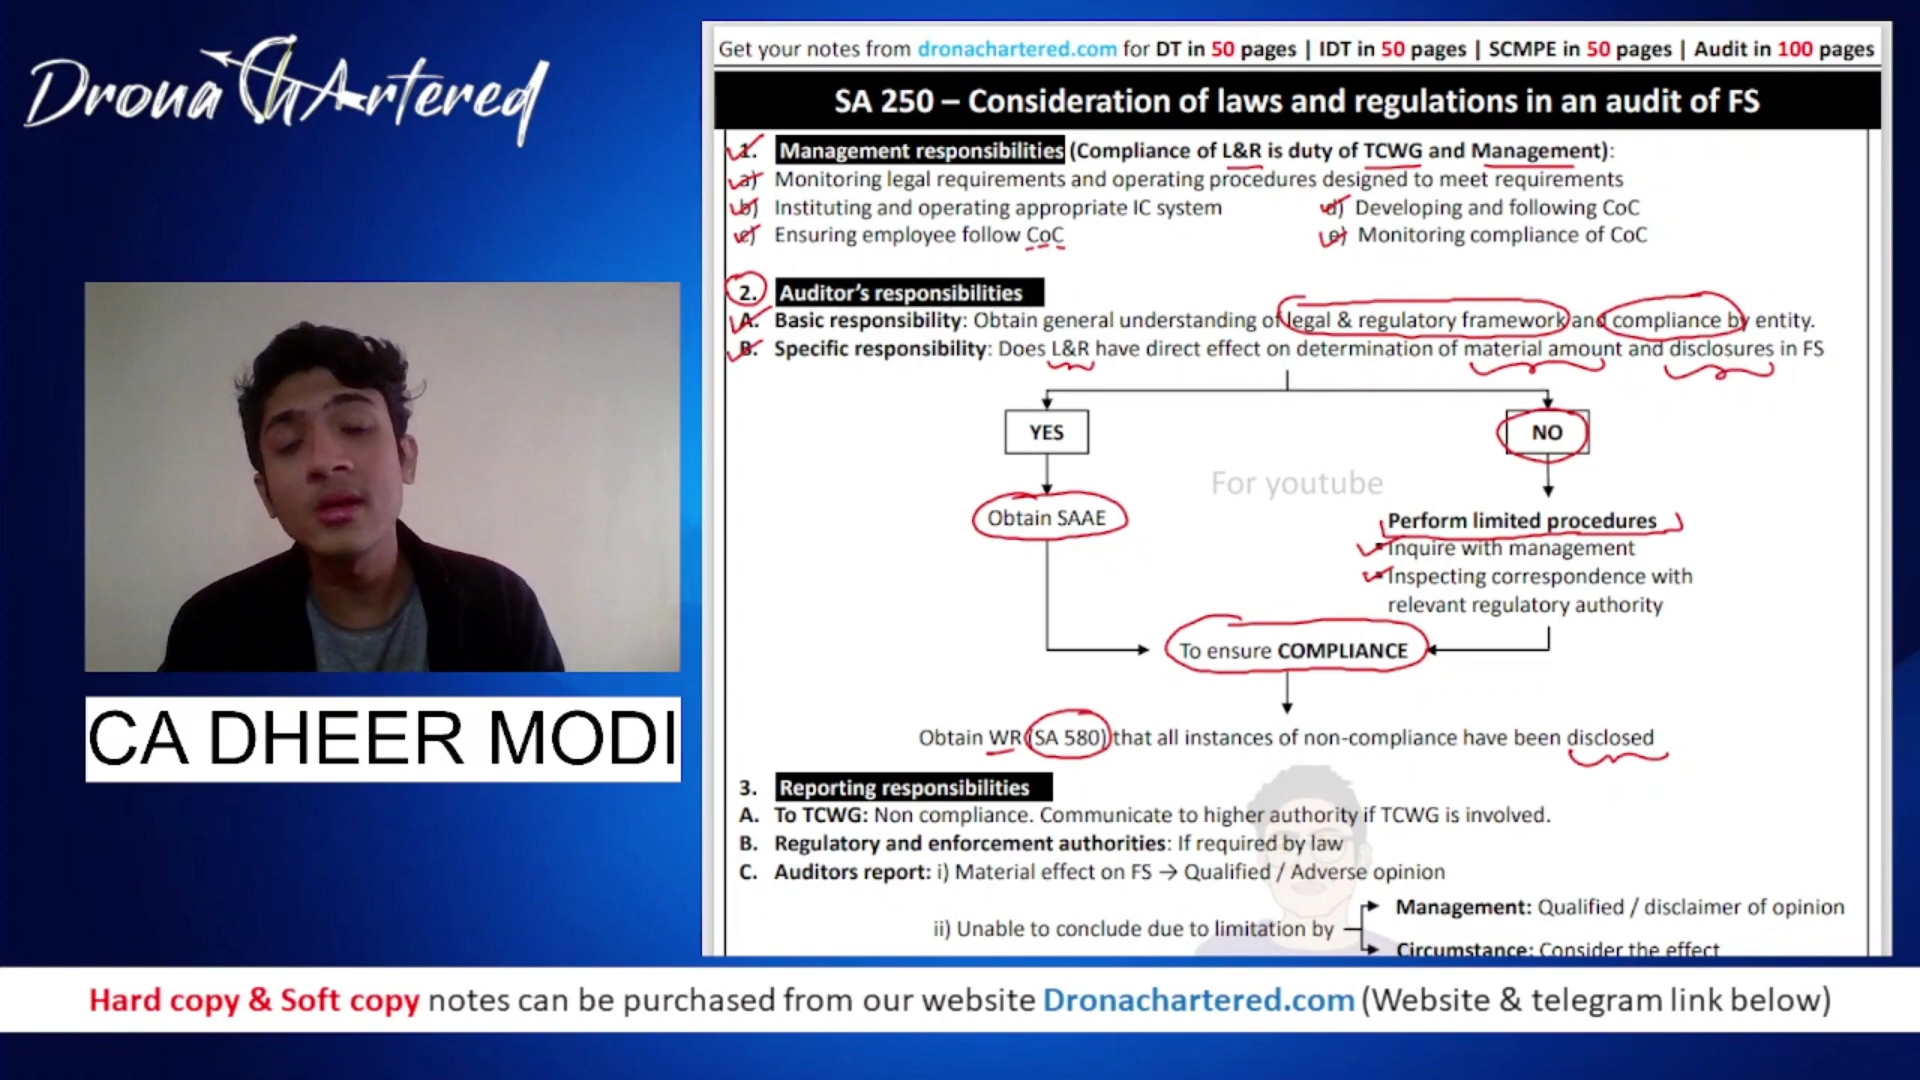 Drona ChArtered
Get your notes from dronachartered.com for DT in 50 pages | IDT in 50 pages | SCMPE in 50 pages | Audit in 100 pages
SA 250 – Consideration of laws and regulations in an audit of FS
1. Management responsibilities (Compliance of L&R is duty of TCWG and Management):
a) Monitoring legal requirements and operating procedures designed to meet requirements
b) Instituting and operating appropriate IC system d) Developing and following CoC
c) Ensuring employee follow CoC e) Monitoring compliance of CoC
2. Auditor's responsibilities
A. Basic responsibility: Obtain general understanding of legal & regulatory framework and compliance by entity.
B. Specific responsibility: Does L&R have direct effect on determination of material amount and disclosures in FS
YES NO
For youtube
Obtain SAAE
Perform limited procedures
▪ Inquire with management
▪ Inspecting correspondence with
relevant regulatory authority
To ensure COMPLIANCE
Obtain WR (SA 580) that all instances of non-compliance have been disclosed
3. Reporting responsibilities
A. To TCWG: Non compliance. Communicate to higher authority if TCWG is involved.
B. Regulatory and enforcement authorities: If required by law
C. Auditors report: i) Material effect on FS → Qualified / Adverse opinion
Management: Qualified / disclaimer of opinion
ii) Unable to conclude due to limitation by
Circumstance: Consider the effect
CA DHEER MODI
Hard copy & Soft copy notes can be purchased from our website Dronachartered.com (Website & telegram link below)